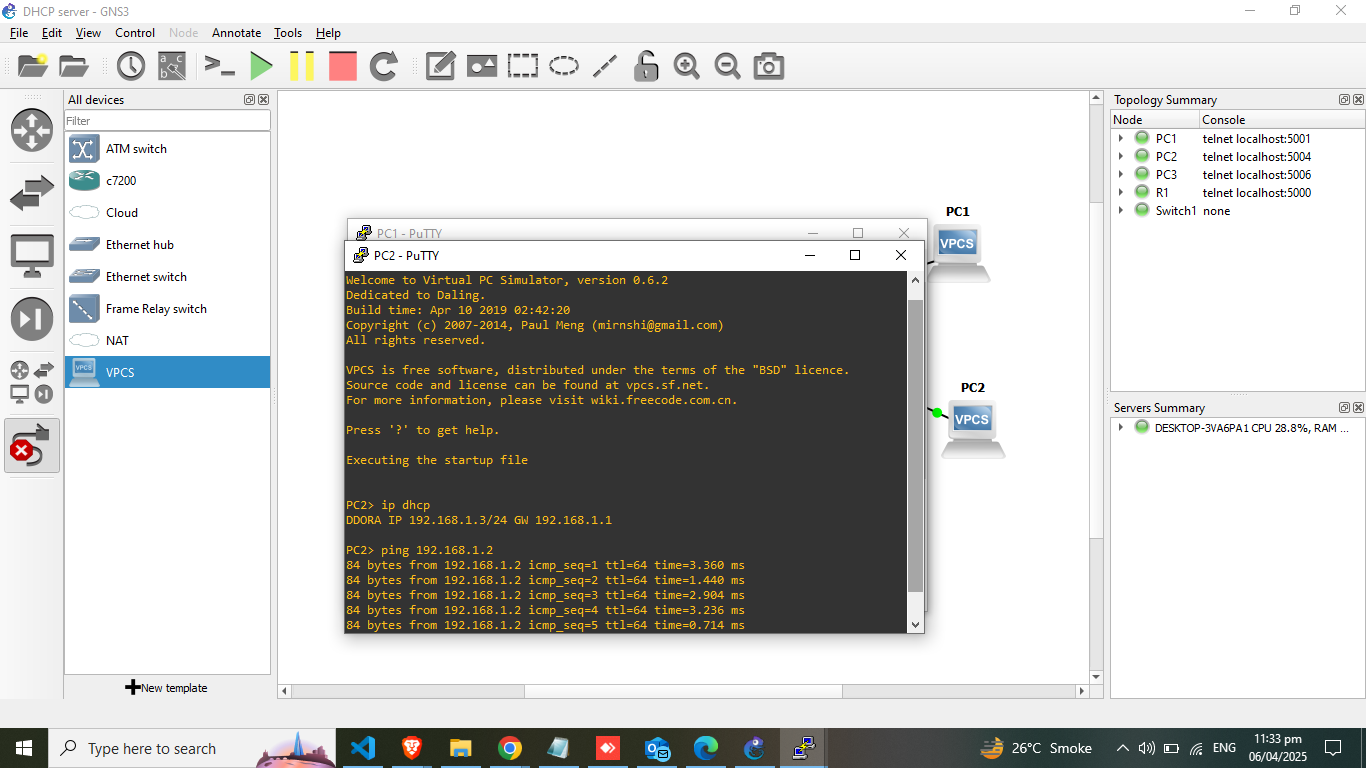 DHCP server - GNS3
File Edit View Control Node Annotate Tools Help
All devices
Filter
ATM switch
c7200
Cloud
Ethernet hub
Ethernet switch
Frame Relay switch
NAT
VPCS
VPCS
New template
PC1 - PuTTY
PC2 - PuTTY
Welcome to Virtual PC Simulator, version 0.6.2
Dedicated to Daling.
Build time: Apr 10 2019 02:42:20
Copyright (c) 2007-2014, Paul Meng (mirnshi@gmail.com)
All rights reserved.
VPCS is free software, distributed under the terms of the "BSD" licence.
Source code and license can be found at vpcs.sf.net.
For more information, please visit wiki.freecode.com.cn.
Press '?' to get help.
Executing the startup file
PC2> ip dhcp
DDORA IP 192.168.1.3/24 GW 192.168.1.1
PC2> ping 192.168.1.2
84 bytes from 192.168.1.2 icmp_seq=1 ttl=64 time=3.360 ms
84 bytes from 192.168.1.2 icmp_seq=2 ttl=64 time=1.440 ms
84 bytes from 192.168.1.2 icmp_seq=3 ttl=64 time=2.904 ms
84 bytes from 192.168.1.2 icmp_seq=4 ttl=64 time=3.236 ms
84 bytes from 192.168.1.2 icmp_seq=5 ttl=64 time=0.714 ms
PC1
VPCS
PC2
VPCS
Topology Summary
Node Console
PC1 telnet localhost:5001
PC2 telnet localhost:5004
PC3 telnet localhost:5006
R1 telnet localhost:5000
Switch1 none
Servers Summary
DESKTOP-3VA6PA1 CPU 28.8%, RAM ...
Type here to search
26°C Smoke
ENG
11:33 pm
06/04/2025